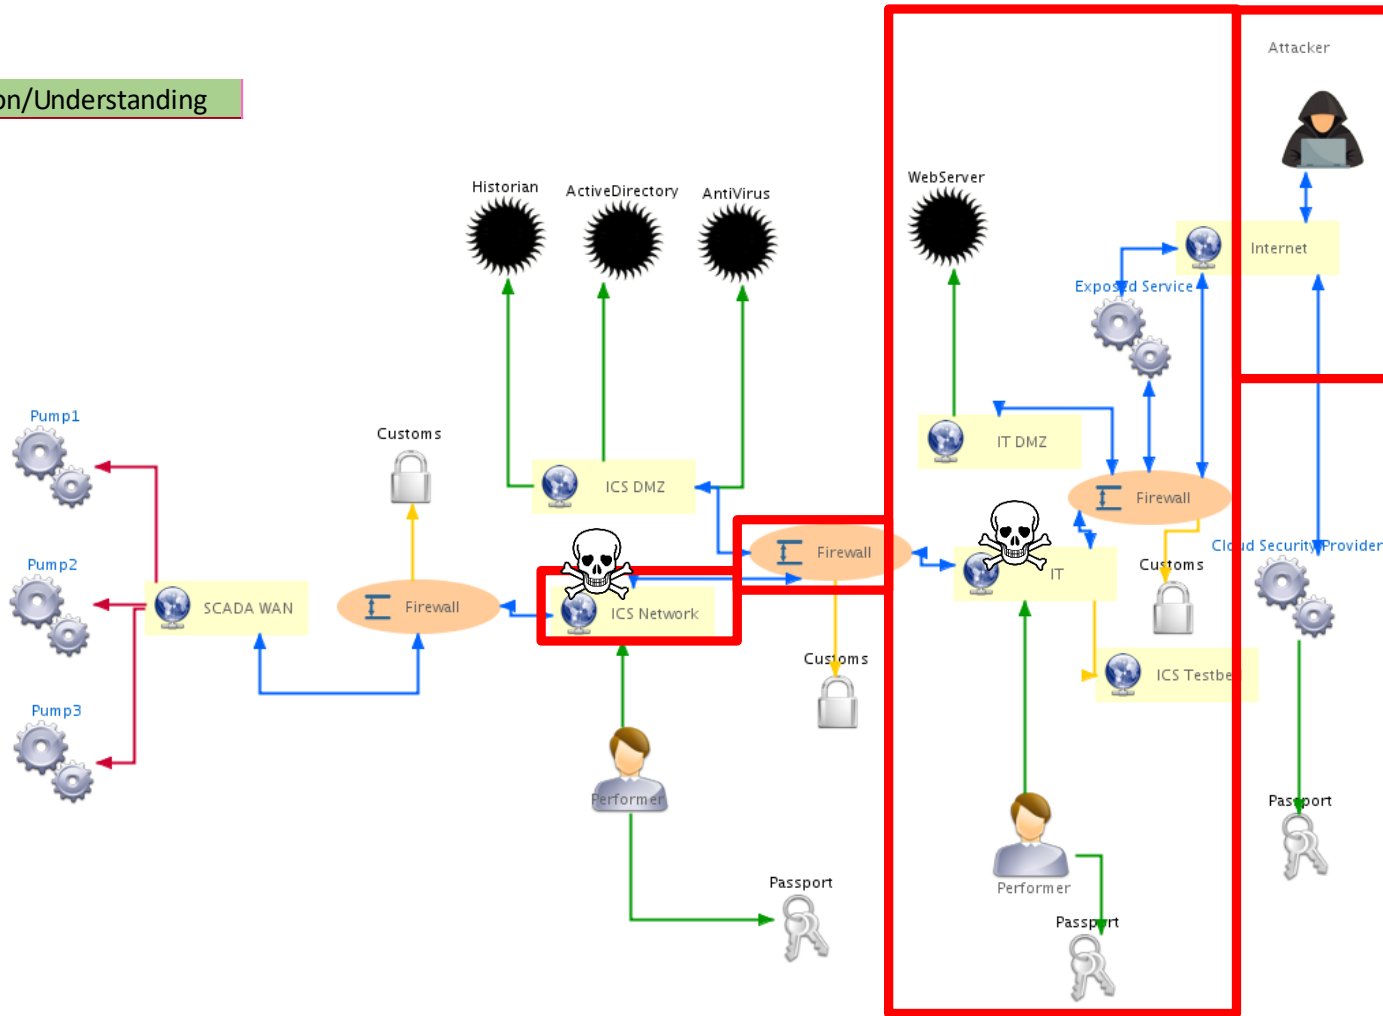 on/Understanding
Attacker
Historian
ActiveDirectory
AntiVirus
WebServer
Internet
Exposed Service
Pump1
Customs
IT DMZ
ICS DMZ
Firewall
Pump2
Firewall
IT
Cloud Security Provider
Customs
SCADA WAN
Firewall
ICS Network
Customs
ICS Testbed
Pump3
Performer
Passport
Passport
Performer
Passport